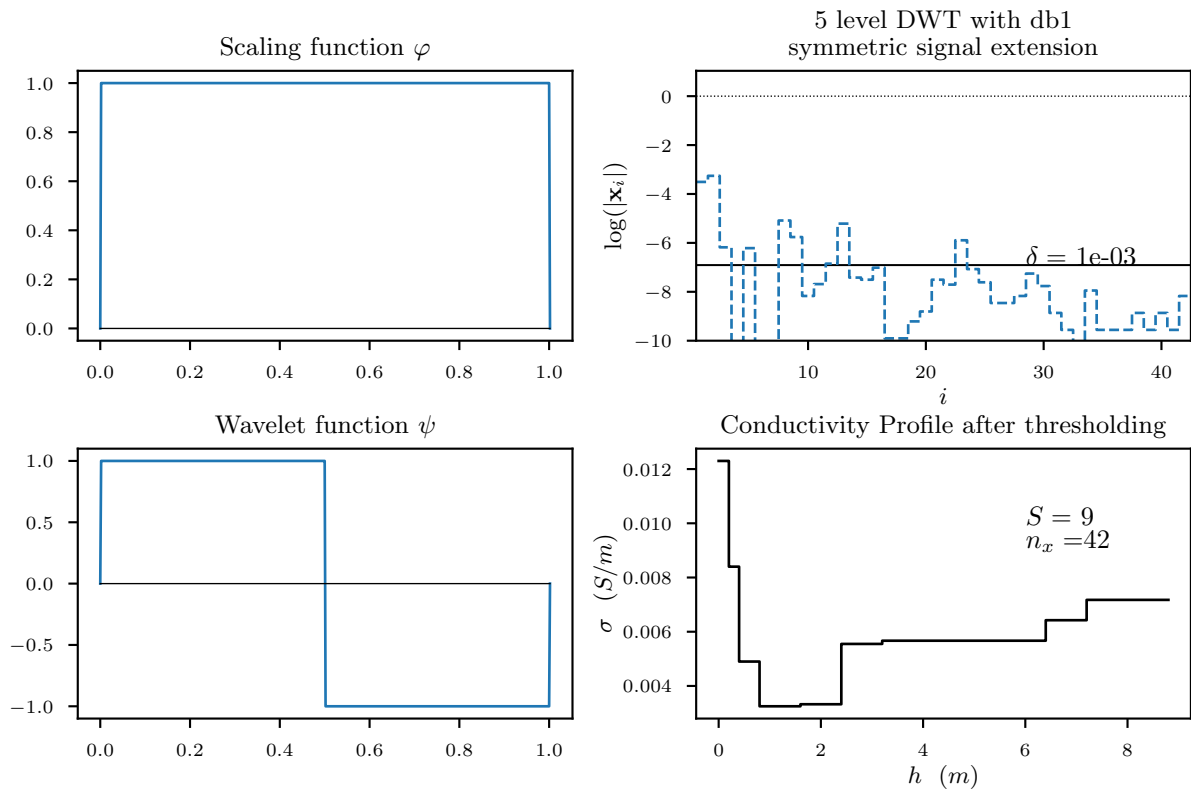 Scaling function φ
1.0
0.8
0.6
0.4
0.2
0.0
0.0 0.2 0.4 0.6 0.8 1.0
5 level DWT with db1
symmetric signal extension
log(|𝐱ᵢ|)
0
−2
−4
−6
−8
−10
δ = 1e-03
10 20 30 40
i
Wavelet function ψ
1.0
0.5
0.0
−0.5
−1.0
0.0 0.2 0.4 0.6 0.8 1.0
Conductivity Profile after thresholding
σ (S/m)
0.012
0.010
0.008
0.006
0.004
S = 9
nₓ =42
0 2 4 6 8
h (m)